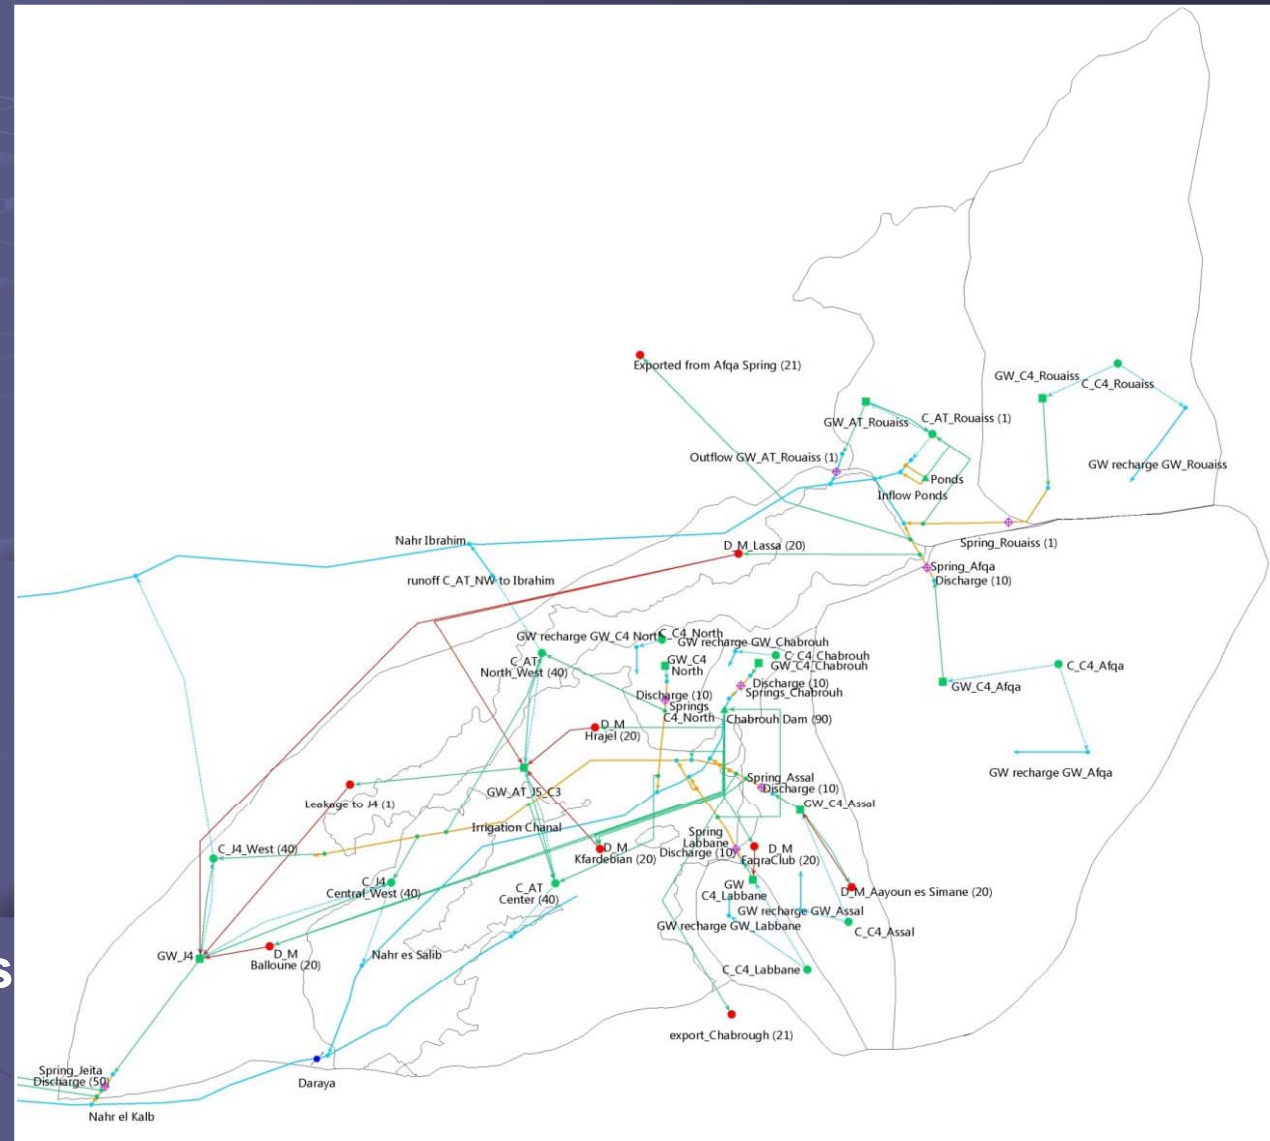 Exported from Afqa Spring (21)
GW_C4_Rouaiss
C_C4_Rouaiss
GW_AT_Rouaiss
C_AT_Rouaiss (1)
Outflow GW_AT_Rouaiss (1)
GW recharge GW_Rouaiss
Ponds
Inflow Ponds
Nahr Ibrahim
D_M_Lassa (20)
Spring_Rouaiss (1)
runoff C_AT_NW to Ibrahim
Spring_Afqa
Discharge (10)
GW recharge GW_C4 North
C_C4_North
GW recharge GW_Chabrouh
C_AT
North_West (40)
GW_C4
North
C_C4_Chabrouh
GW_C4_Chabrouh
C_C4_Afqa
GW_C4_Afqa
Discharge (10)
Springs
C4_North
Discharge (10)
Springs_Chabrouh
Chabrouh Dam (90)
D_M
Hrajel (20)
GW recharge GW_Afqa
Leakage to J4 (1)
GW_AT_J5_C3
Spring_Assal
Discharge (10)
GW_C4_Assal
Irrigation Chanal
Spring
Labbane
Discharge (10)
C_J4_West (40)
D_M
Kfardebian (20)
D_M
FaqraClub (20)
C_J4
Central_West (40)
C_AT
Center (40)
GW
C4_Labbane
D_M_Aayoun es Simane (20)
GW recharge GW_Assal
GW recharge GW_Labbane
C_C4_Assal
GW_J4
D_M
Balloune (20)
Nahr es Salib
C_C4_Labbane
s
export_Chabrough (21)
Spring_Jeita
Discharge (50)
Daraya
Nahr el Kalb